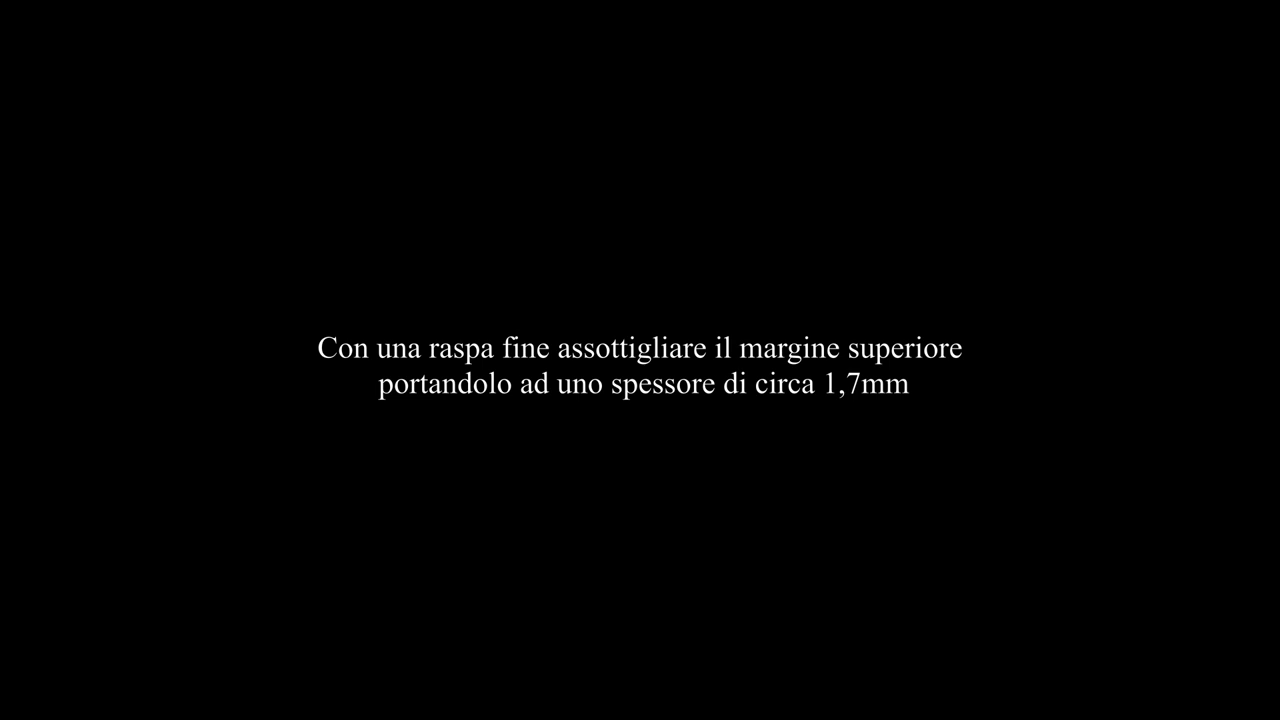 Con una raspa fine assottigliare il margine superiore
portandolo ad uno spessore di circa 1,7mm